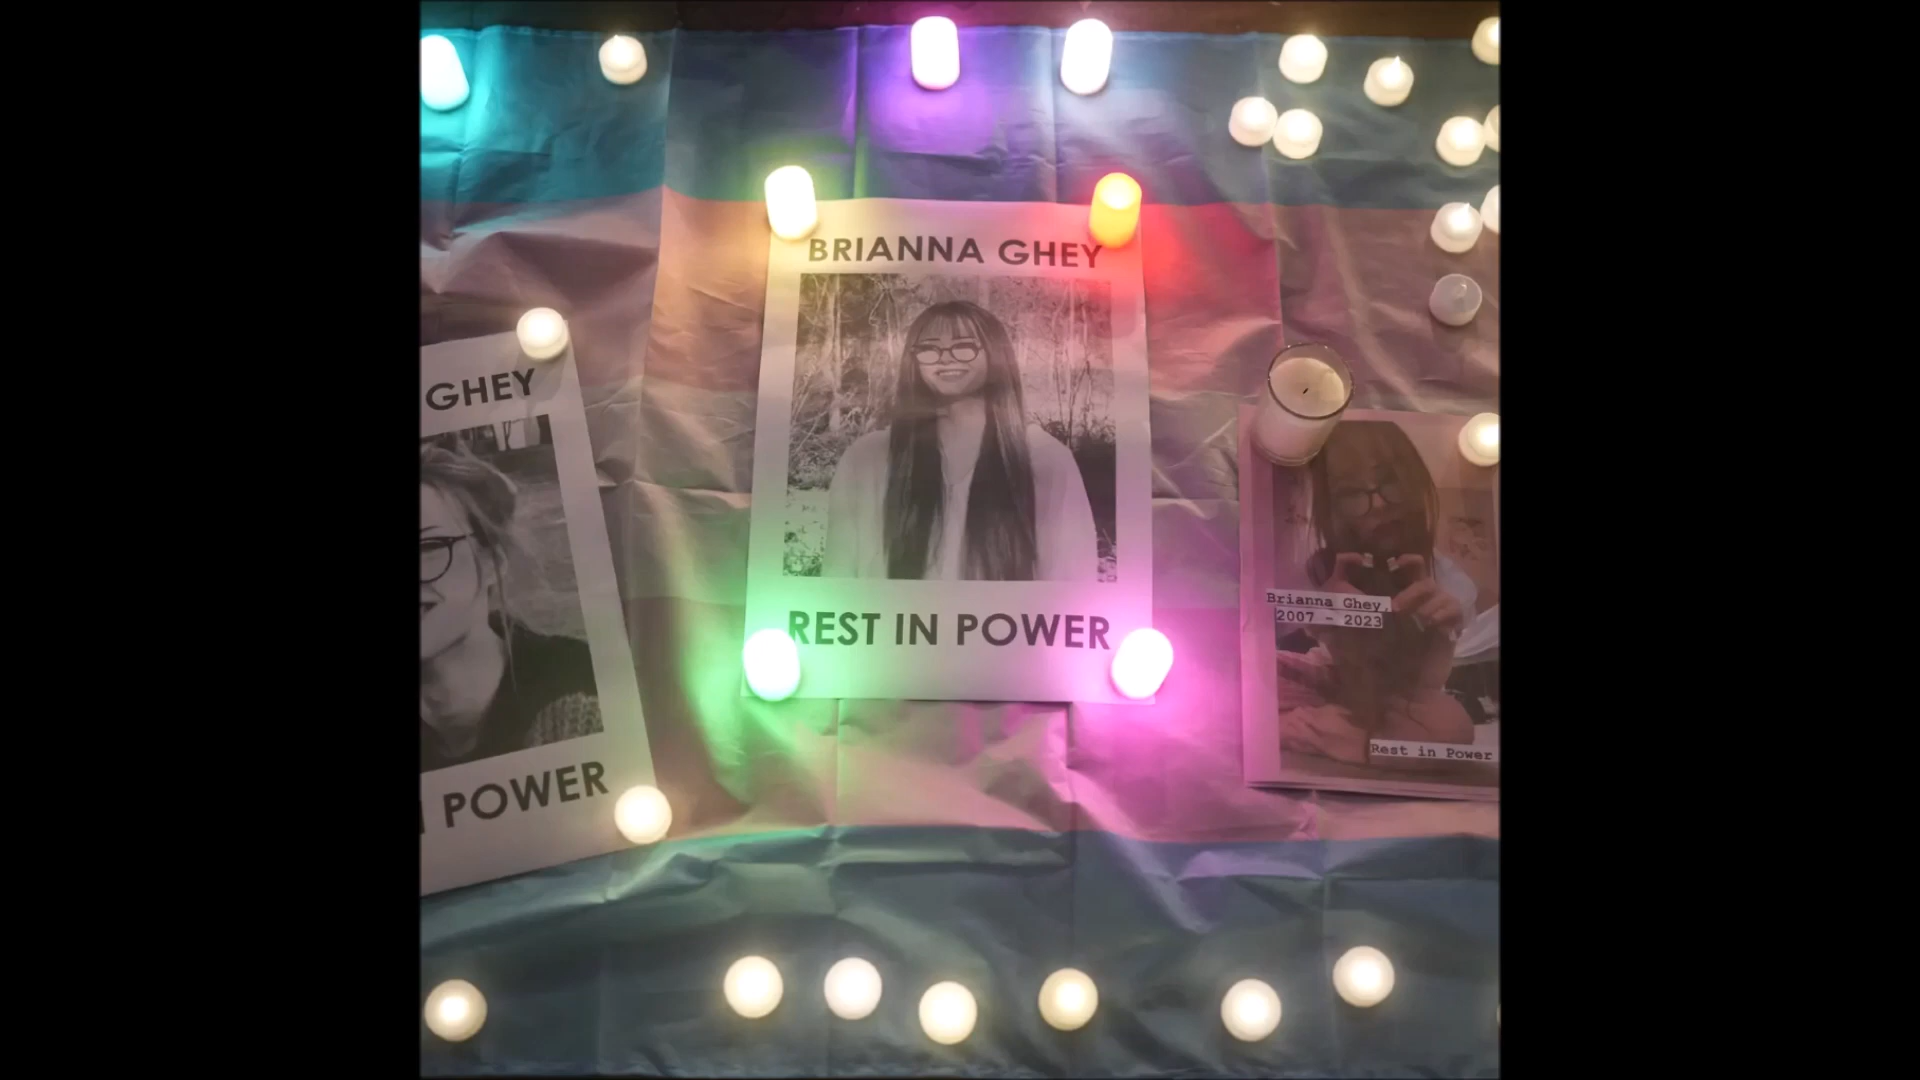 BRIANNA GHEY
REST IN POWER
GHEY
POWER
Brianna Ghey,
2007 - 2023
Rest in Power